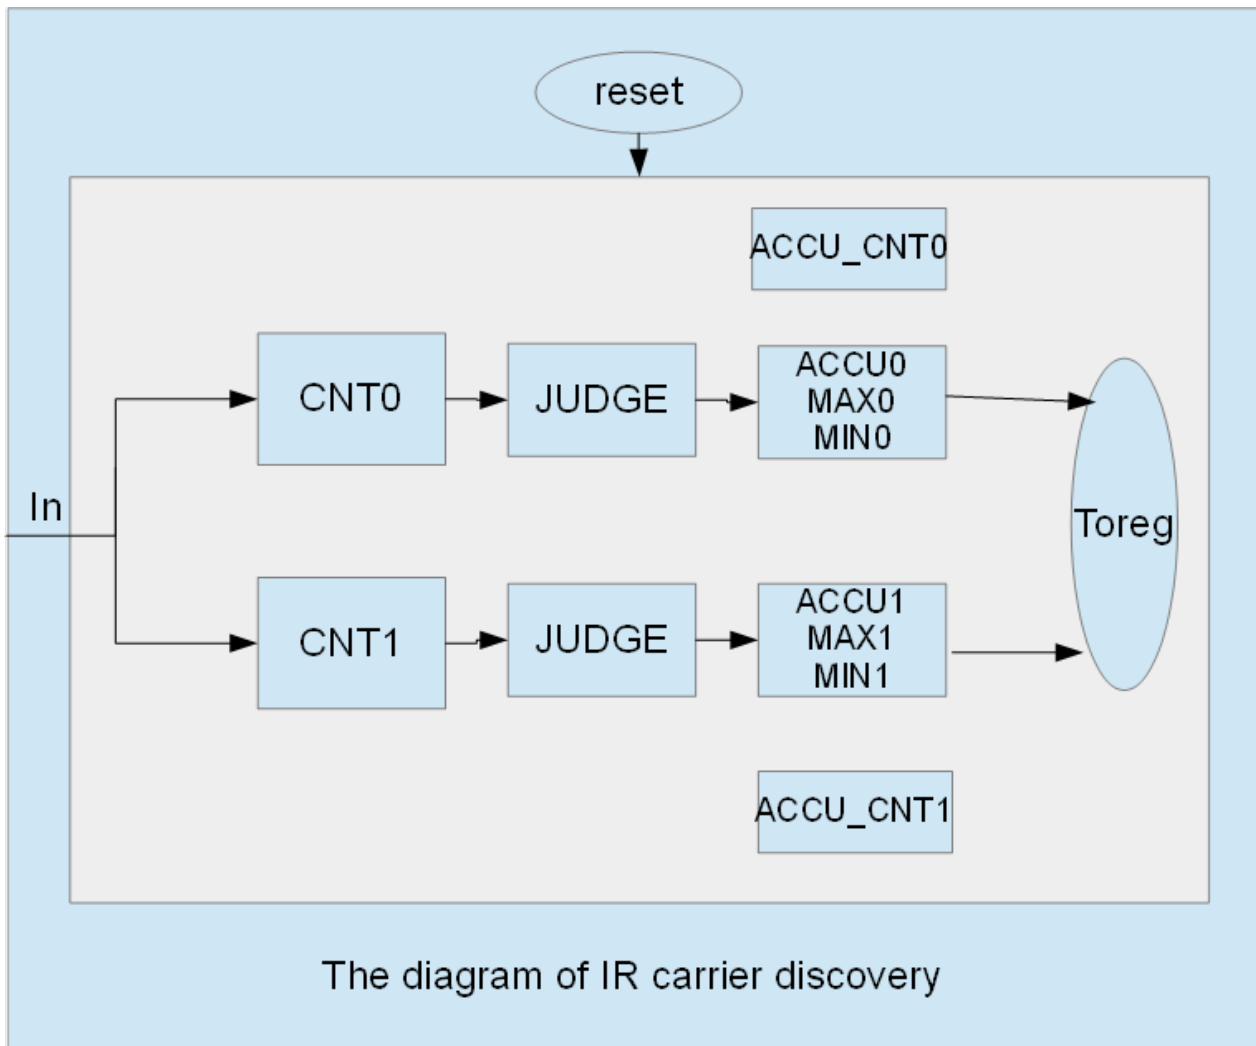 reset
ACCU_CNT0
CNT0
JUDGE
ACCU0
MAX0
MIN0
In
Toreg
CNT1
JUDGE
ACCU1
MAX1
MIN1
ACCU_CNT1
The diagram of IR carrier discovery